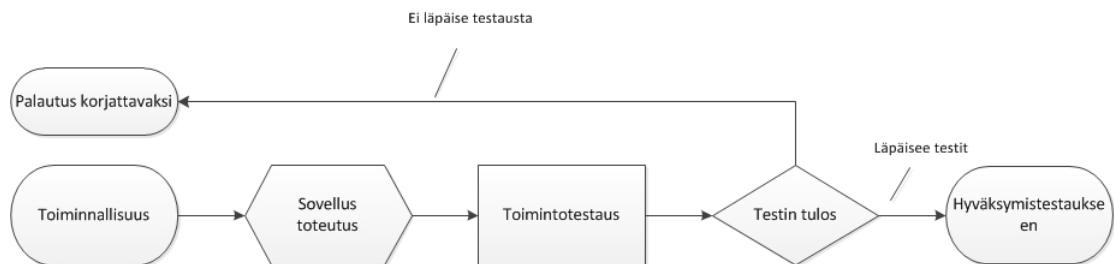 Ei läpäise testausta
Palautus korjattavaksi
Läpäisee testit
Toiminnallisuus
Sovellus
toteutus
Toimintotestaus
Testin tulos
Hyväksymistestaukse
en